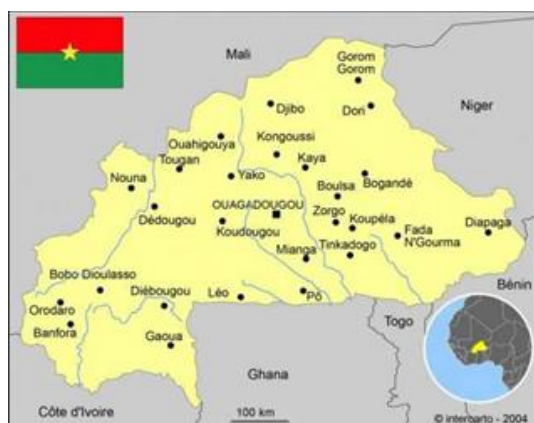 Mali
Gorom
Gorom
Niger
Djibo
Dori
Ouahigouya
Kongoussi
Tougan
Kaya
Nouna
Yako
Bogandé
Boulsa
OUAGADOUGOU
Zorgo
Dédougou
Koudougou
Koupéla
Diapaga
Fada
N'Gourma
Mianga
Tinkadogo
Bobo Dioulasso
Diébougou
Léo
Pô
Bénin
Orodaro
Banfora
Togo
Gaoua
Ghana
Côte d'Ivoire
100 km
© intercarto - 2004